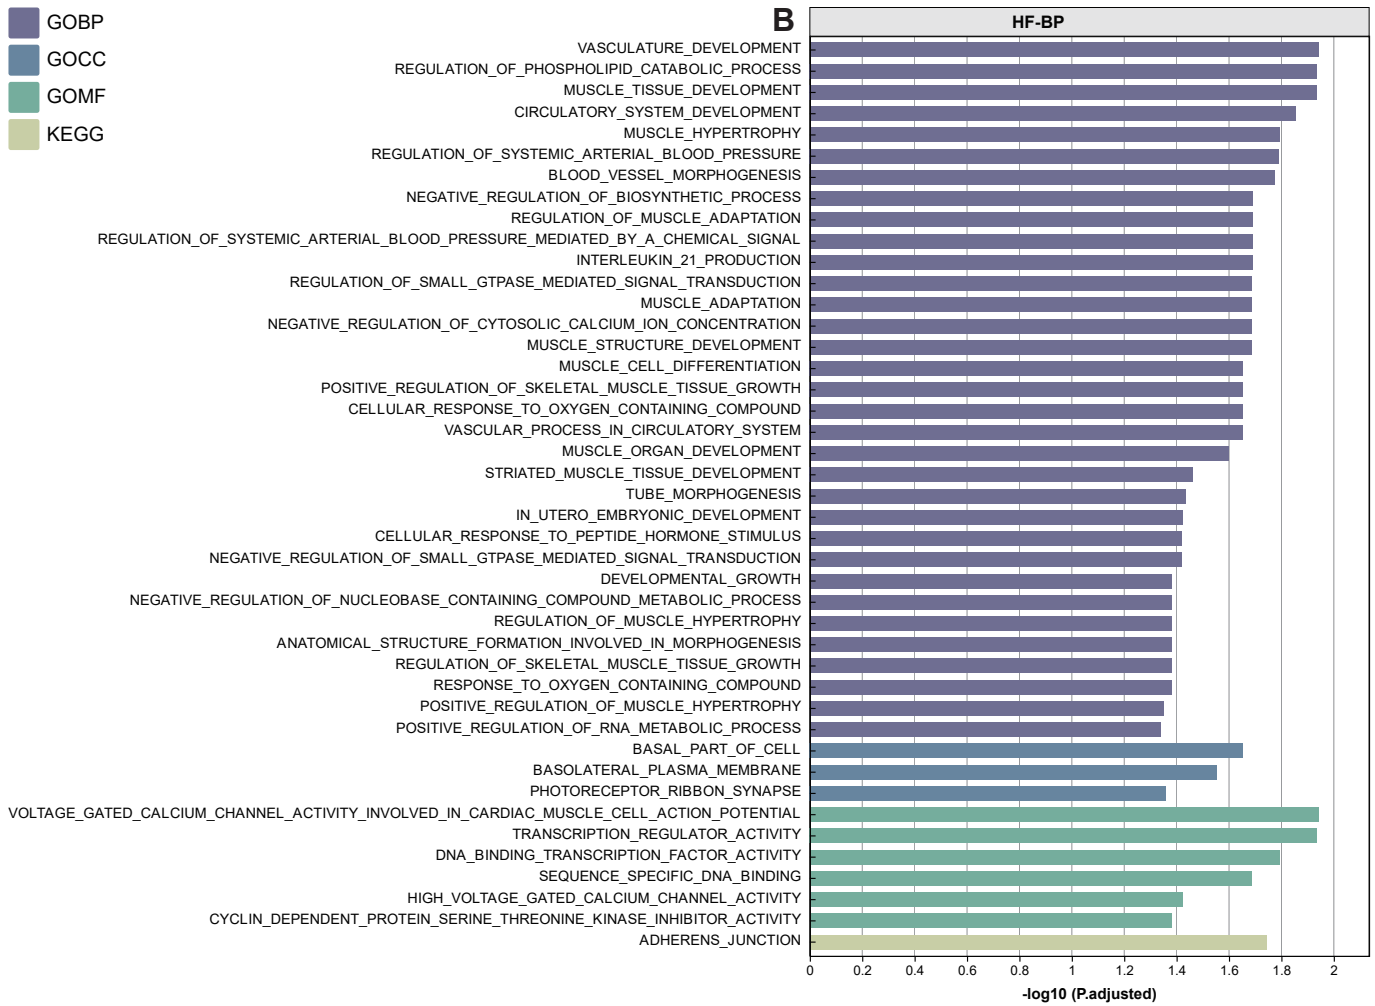 GOBP
GOCC
GOMF
KEGG
B
HF-BP
VASCULATURE_DEVELOPMENT
REGULATION_OF_PHOSPHOLIPID_CATABOLIC_PROCESS
MUSCLE_TISSUE_DEVELOPMENT
CIRCULATORY_SYSTEM_DEVELOPMENT
MUSCLE_HYPERTROPHY
REGULATION_OF_SYSTEMIC_ARTERIAL_BLOOD_PRESSURE
BLOOD_VESSEL_MORPHOGENESIS
NEGATIVE_REGULATION_OF_BIOSYNTHETIC_PROCESS
REGULATION_OF_MUSCLE_ADAPTATION
REGULATION_OF_SYSTEMIC_ARTERIAL_BLOOD_PRESSURE_MEDIATED_BY_A_CHEMICAL_SIGNAL
INTERLEUKIN_21_PRODUCTION
REGULATION_OF_SMALL_GTPASE_MEDIATED_SIGNAL_TRANSDUCTION
MUSCLE_ADAPTATION
NEGATIVE_REGULATION_OF_CYTOSOLIC_CALCIUM_ION_CONCENTRATION
MUSCLE_STRUCTURE_DEVELOPMENT
MUSCLE_CELL_DIFFERENTIATION
POSITIVE_REGULATION_OF_SKELETAL_MUSCLE_TISSUE_GROWTH
CELLULAR_RESPONSE_TO_OXYGEN_CONTAINING_COMPOUND
VASCULAR_PROCESS_IN_CIRCULATORY_SYSTEM
MUSCLE_ORGAN_DEVELOPMENT
STRIATED_MUSCLE_TISSUE_DEVELOPMENT
TUBE_MORPHOGENESIS
IN_UTERO_EMBRYONIC_DEVELOPMENT
CELLULAR_RESPONSE_TO_PEPTIDE_HORMONE_STIMULUS
NEGATIVE_REGULATION_OF_SMALL_GTPASE_MEDIATED_SIGNAL_TRANSDUCTION
DEVELOPMENTAL_GROWTH
NEGATIVE_REGULATION_OF_NUCLEOBASE_CONTAINING_COMPOUND_METABOLIC_PROCESS
REGULATION_OF_MUSCLE_HYPERTROPHY
ANATOMICAL_STRUCTURE_FORMATION_INVOLVED_IN_MORPHOGENESIS
REGULATION_OF_SKELETAL_MUSCLE_TISSUE_GROWTH
RESPONSE_TO_OXYGEN_CONTAINING_COMPOUND
POSITIVE_REGULATION_OF_MUSCLE_HYPERTROPHY
POSITIVE_REGULATION_OF_RNA_METABOLIC_PROCESS
BASAL_PART_OF_CELL
BASOLATERAL_PLASMA_MEMBRANE
PHOTORECEPTOR_RIBBON_SYNAPSE
VOLTAGE_GATED_CALCIUM_CHANNEL_ACTIVITY_INVOLVED_IN_CARDIAC_MUSCLE_CELL_ACTION_POTENTIAL
TRANSCRIPTION_REGULATOR_ACTIVITY
DNA_BINDING_TRANSCRIPTION_FACTOR_ACTIVITY
SEQUENCE_SPECIFIC_DNA_BINDING
HIGH_VOLTAGE_GATED_CALCIUM_CHANNEL_ACTIVITY
CYCLIN_DEPENDENT_PROTEIN_SERINE_THREONINE_KINASE_INHIBITOR_ACTIVITY
ADHERENS_JUNCTION
0 0.2 0.4 0.6 0.8 1 1.2 1.4 1.6 1.8 2
-log10 (P.adjusted)